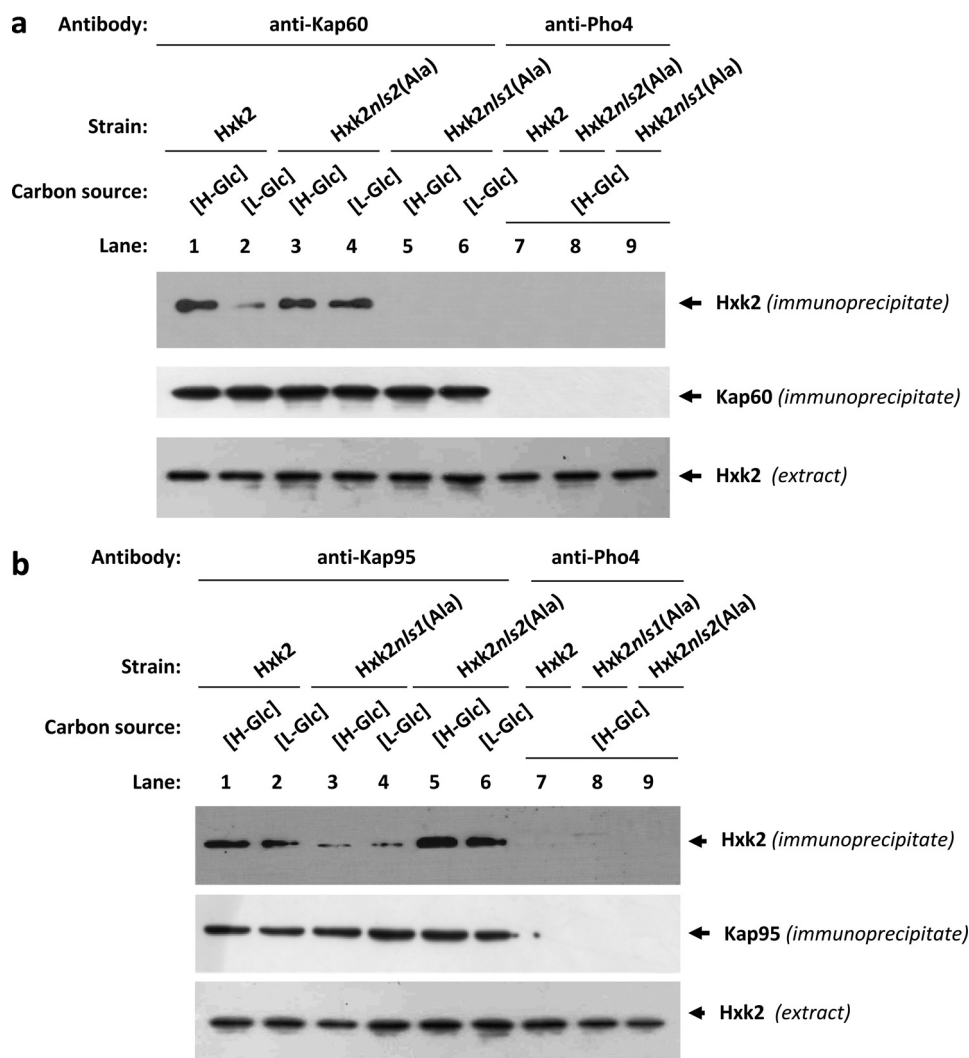 a Antibody: anti-Kap60 anti-Pho4
Strain: Hxk2 Hxk2nls2(Ala) Hxk2nls1(Ala) Hxk2 Hxk2nls2(Ala) Hxk2nls1(Ala)
Carbon source: [H-Glc] [L-Glc] [H-Glc] [L-Glc] [H-Glc] [L-Glc] [H-Glc]
Lane: 1 2 3 4 5 6 7 8 9
Hxk2 (immunoprecipitate)
Kap60 (immunoprecipitate)
Hxk2 (extract)
b Antibody: anti-Kap95 anti-Pho4
Strain: Hxk2 Hxk2nls1(Ala) Hxk2nls2(Ala) Hxk2 Hxk2nls1(Ala) Hxk2nls2(Ala)
Carbon source: [H-Glc] [L-Glc] [H-Glc] [L-Glc] [H-Glc] [L-Glc] [H-Glc]
Lane: 1 2 3 4 5 6 7 8 9
Hxk2 (immunoprecipitate)
Kap95 (immunoprecipitate)
Hxk2 (extract)